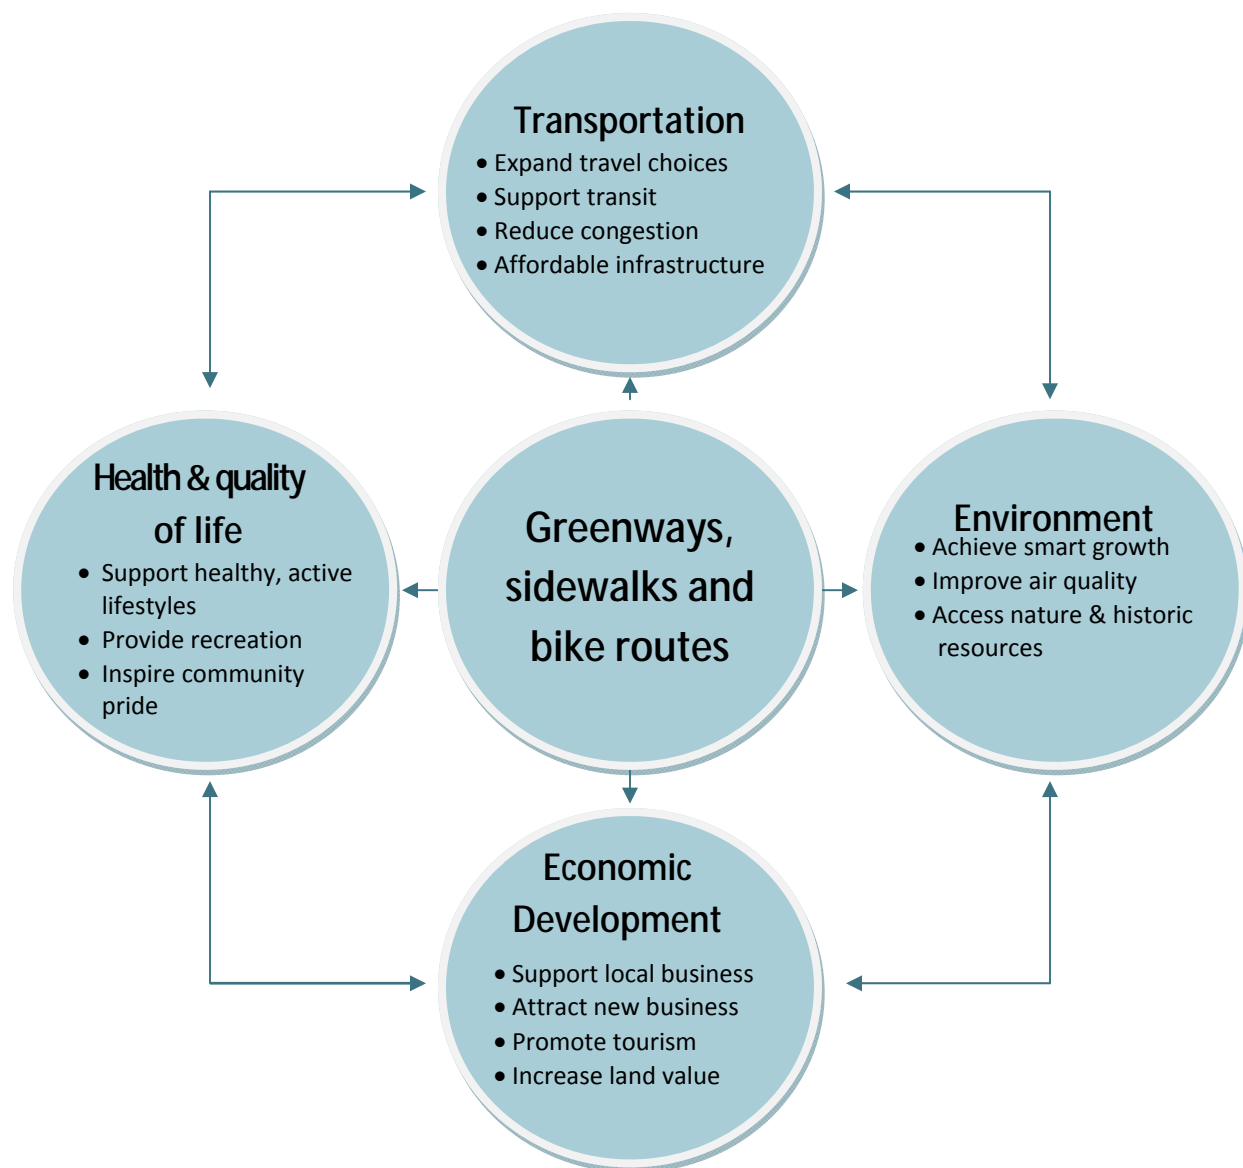 Transportation
• Expand travel choices
• Support transit
• Reduce congestion
• Affordable infrastructure
Health & quality
of life
• Support healthy, active
lifestyles
• Provide recreation
• Inspire community
pride
Greenways,
sidewalks and
bike routes
Environment
• Achieve smart growth
• Improve air quality
• Access nature & historic
resources
Economic
Development
• Support local business
• Attract new business
• Promote tourism
• Increase land value